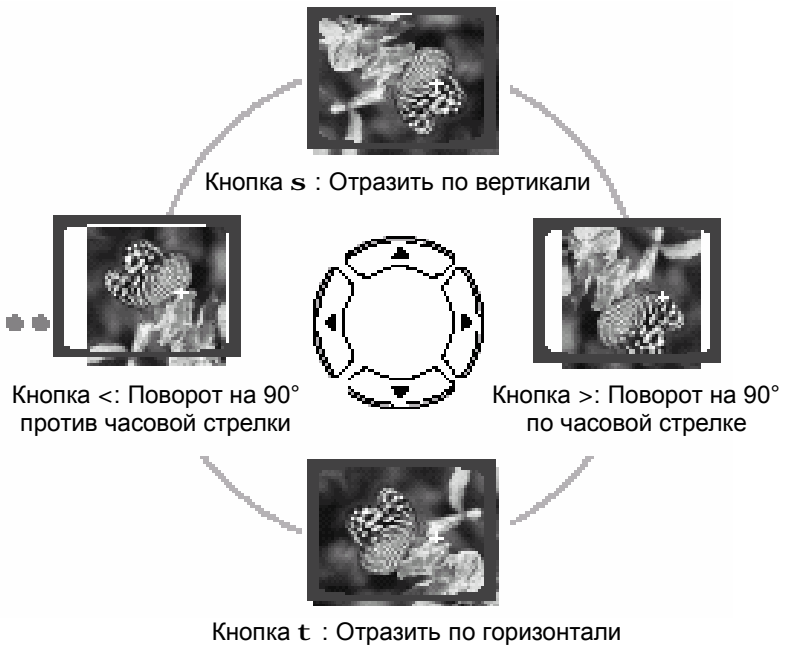 Кнопка s : Отразить по вертикали
Кнопка <: Поворот на 90°
против часовой стрелки
Кнопка >: Поворот на 90°
по часовой стрелке
Кнопка t : Отразить по горизонтали